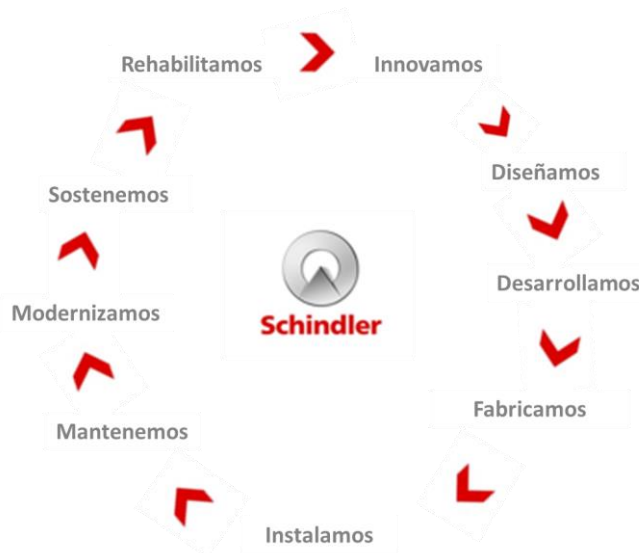 Rehabilitamos
Innovamos
Diseñamos
Desarrollamos
Fabricamos
Instalamos
Mantenemos
Modernizamos
Sostenemos
Schindler